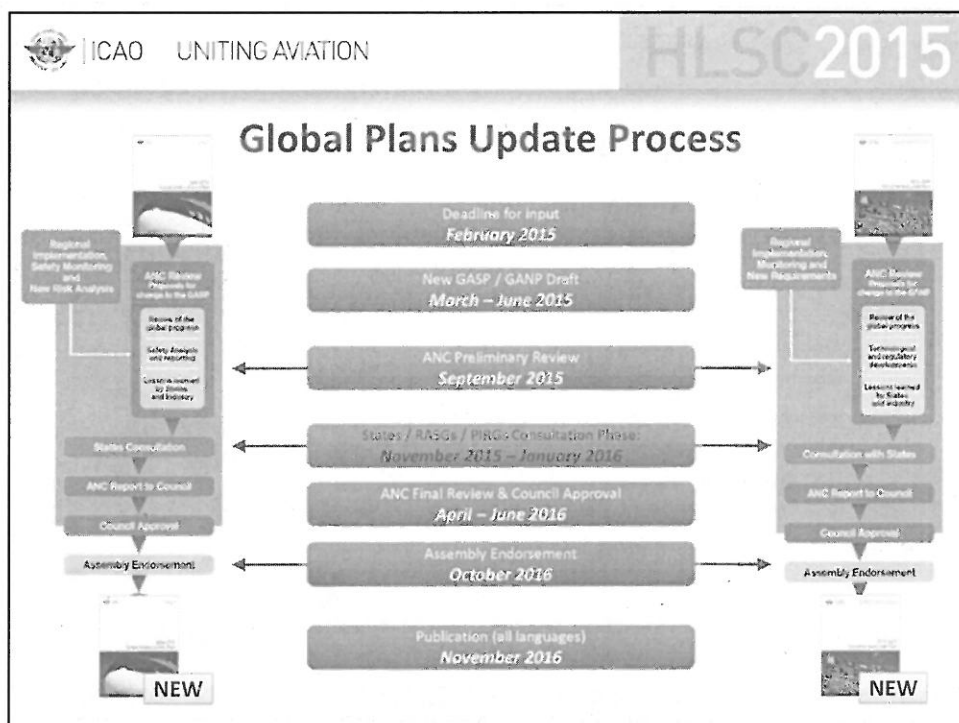 ICAO UNITING AVIATION
HLSC2015
Global Plans Update Process
Regional
Implementation,
Safety Monitoring
and
New Risk Analysis
ANC Review
Proposals for
change to the GASP
Review of the
global progress
Safety Analysis
and reporting
Lessons learned
by States
and Industry
States Consultation
ANC Report to Council
Council Approval
Assembly Endorsement
NEW
Deadline for input
February 2015
New GASP / GANP Draft
March – June 2015
ANC Preliminary Review
September 2015
States / RASGs / PIRGs Consultation Phase:
November 2015 – January 2016
ANC Final Review & Council Approval
April – June 2016
Assembly Endorsement
October 2016
Publication (all languages)
November 2016
Regional
Implementation,
Monitoring and
New Requirements
ANC Review
Proposals for
change to the GANP
Review of the
global progress
Technological
and regulatory
developments
Lessons learned
by States
and Industry
Consultation with States
ANC Report to Council
Council Approval
Assembly Endorsement
NEW